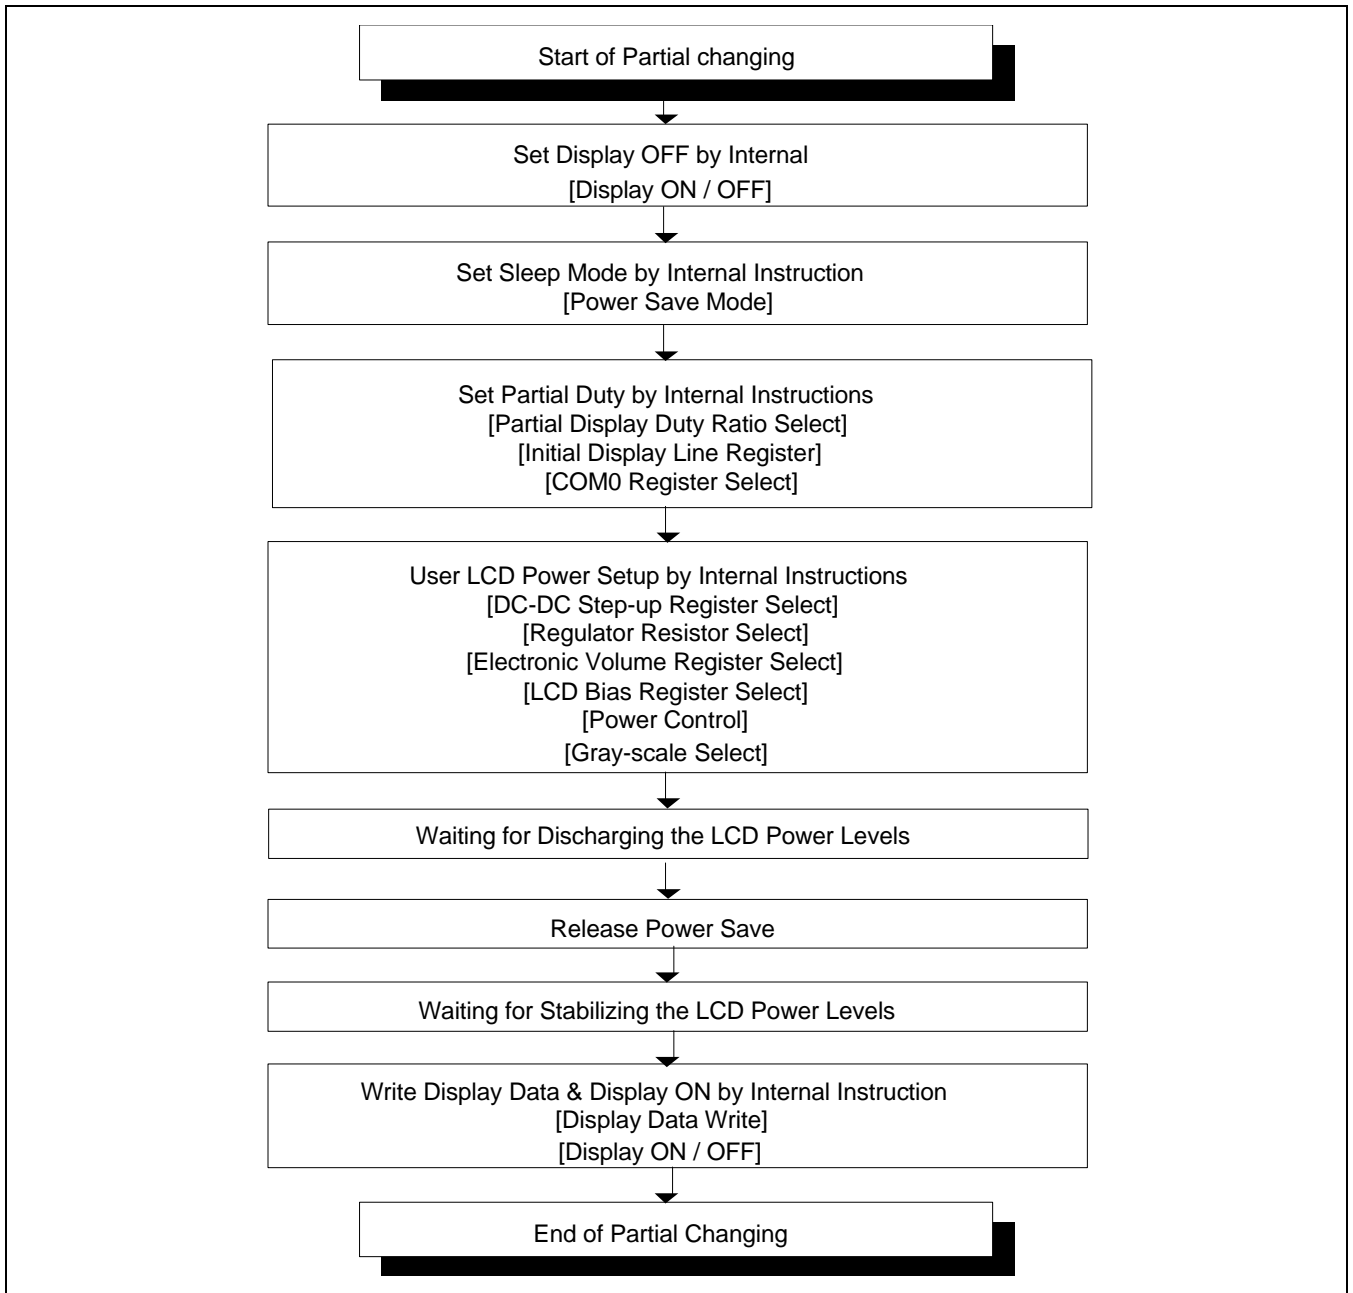 Start of Partial changing
Set Display OFF by Internal
[Display ON / OFF]
Set Sleep Mode by Internal Instruction
[Power Save Mode]
Set Partial Duty by Internal Instructions
[Partial Display Duty Ratio Select]
[Initial Display Line Register]
[COM0 Register Select]
User LCD Power Setup by Internal Instructions
[DC-DC Step-up Register Select]
[Regulator Resistor Select]
[Electronic Volume Register Select]
[LCD Bias Register Select]
[Power Control]
[Gray-scale Select]
Waiting for Discharging the LCD Power Levels
Release Power Save
Waiting for Stabilizing the LCD Power Levels
Write Display Data & Display ON by Internal Instruction
[Display Data Write]
[Display ON / OFF]
End of Partial Changing